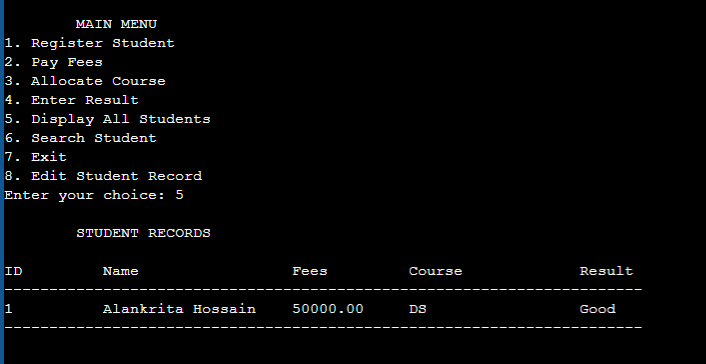 MAIN MENU
1. Register Student
2. Pay Fees
3. Allocate Course
4. Enter Result
5. Display All Students
6. Search Student
7. Exit
8. Edit Student Record
Enter your choice: 5
STUDENT RECORDS
ID Name Fees Course Result
-----------------------------------------------------------------------
1 Alankrita Hossain 50000.00 DS Good
-----------------------------------------------------------------------